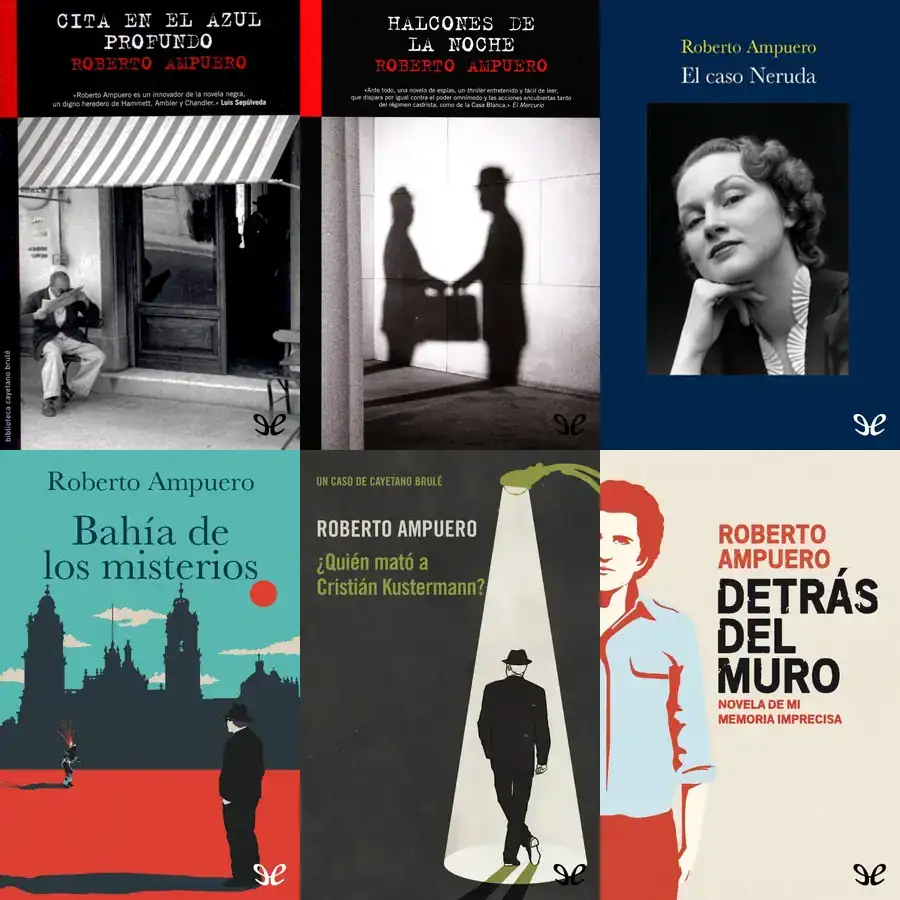 CITA EN EL AZUL
PROFUNDO
ROBERTO AMPUERO
«Roberto Ampuero es un innovador de la novela negra,
un digno heredero de Hammett, Ambler y Chandler.» Luis Sepúlveda
biblioteca cayetano brulé
HALCONES DE
LA NOCHE
ROBERTO AMPUERO
«Ante todo, una novela de espías, un thriller entretenido y fácil de leer,
que dispara por igual contra el poder omnímodo y las acciones encubiertas tanto
del régimen castrista, como de la Casa Blanca.» El Mercurio
Roberto Ampuero
El caso Neruda
Roberto Ampuero
Bahía de
los misterios
UN CASO DE CAYETANO BRULÉ
ROBERTO AMPUERO
¿Quién mató a
Cristián Kustermann?
ROBERTO
AMPUERO
DETRÁS
DEL
MURO
NOVELA DE MI
MEMORIA IMPRECISA